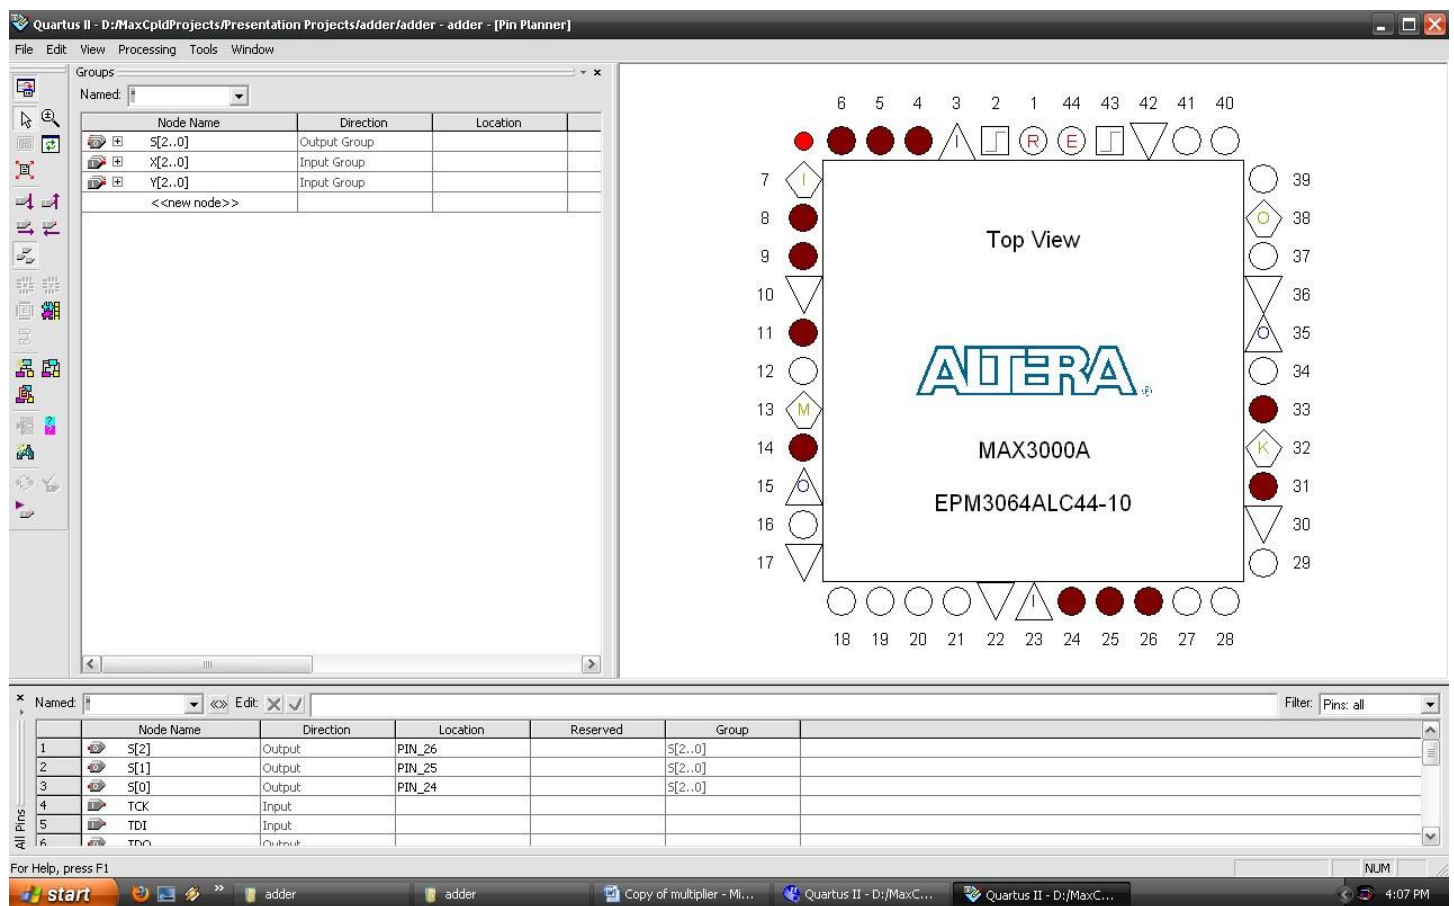 Quartus II - D:/MaxCpldProjects/Presentation Projects/adder/adder - adder - [Pin Planner]
File Edit View Processing Tools Window
Groups
Named: *
Node Name Direction Location
S[2..0] Output Group
X[2..0] Input Group
Y[2..0] Input Group
<<new node>>
6 5 4 3 2 1 44 43 42 41 40
I R E
7 I 39
8 O 38
9 37
10 36
11 O 35
12 34
13 M 33
14 K 32
15 O 31
16 30
17 29
Top View
ALTERA ®
MAX3000A
EPM3064ALC44-10
I
18 19 20 21 22 23 24 25 26 27 28
Named: * Edit: Filter: Pins: all
Node Name Direction Location Reserved Group
1 S[2] Output PIN_26 S[2..0]
2 S[1] Output PIN_25 S[2..0]
3 S[0] Output PIN_24 S[2..0]
4 TCK Input
5 TDI Input
6 TDO Output
All Pins
For Help, press F1 NUM
start adder adder Copy of multiplier - Mi... Quartus II - D:/MaxC... Quartus II - D:/MaxC... 4:07 PM